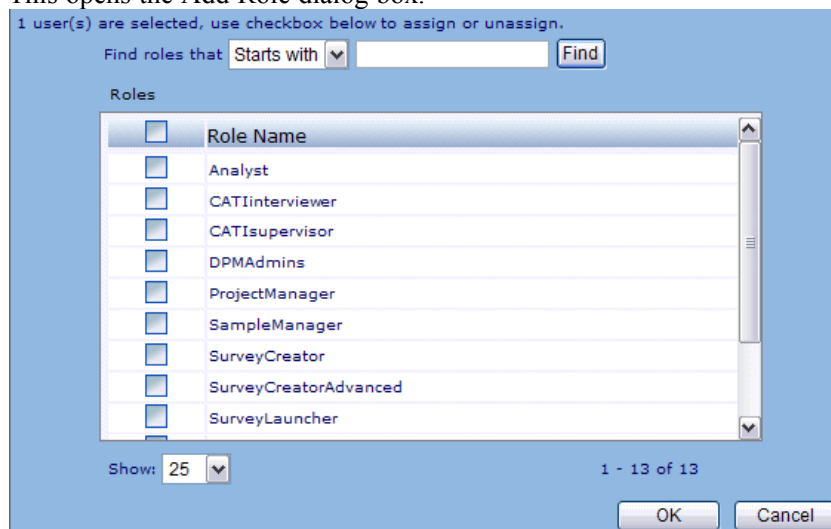 This opens the Add Role dialog box.
1 user(s) are selected, use checkbox below to assign or unassign.
Find roles that Starts with Find
Roles
Role Name
Analyst
CATIinterviewer
CATIsupervisor
DPMAdmins
ProjectManager
SampleManager
SurveyCreator
SurveyCreatorAdvanced
SurveyLauncher
Show: 25 1 - 13 of 13
OK Cancel